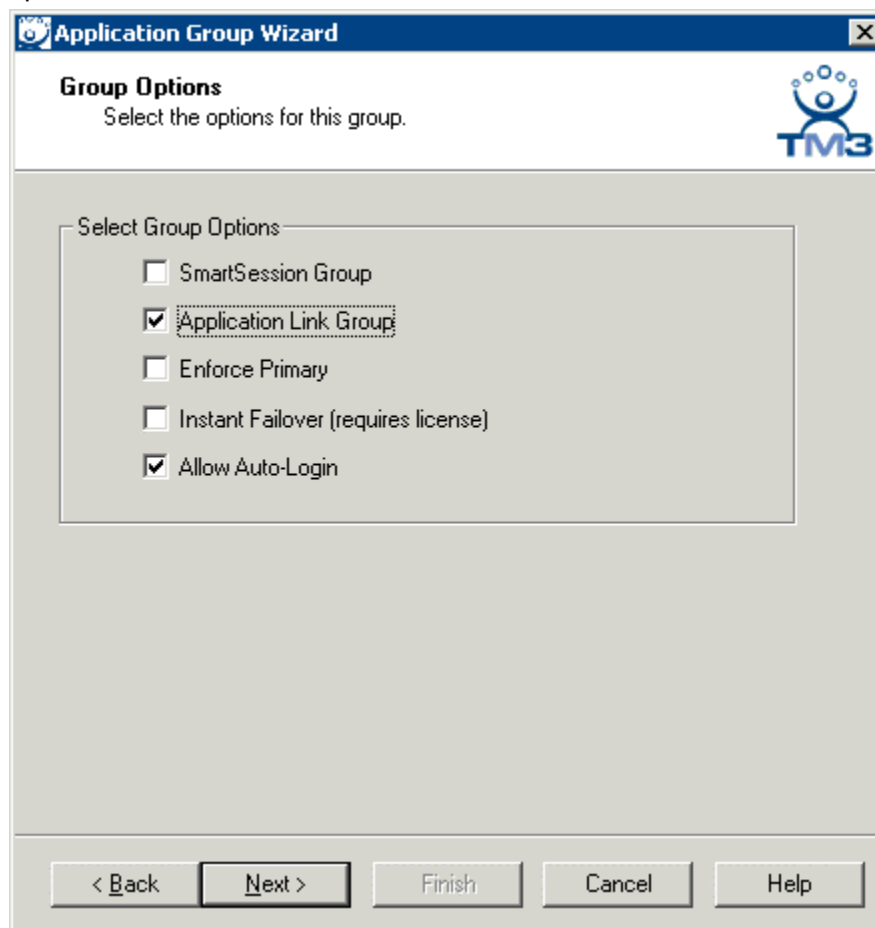 Application Group Wizard
Group Options
Select the options for this group.
TM3
Select Group Options
SmartSession Group
Application Link Group
Enforce Primary
Instant Failover (requires license)
Allow Auto-Login
< Back Next > Finish Cancel Help